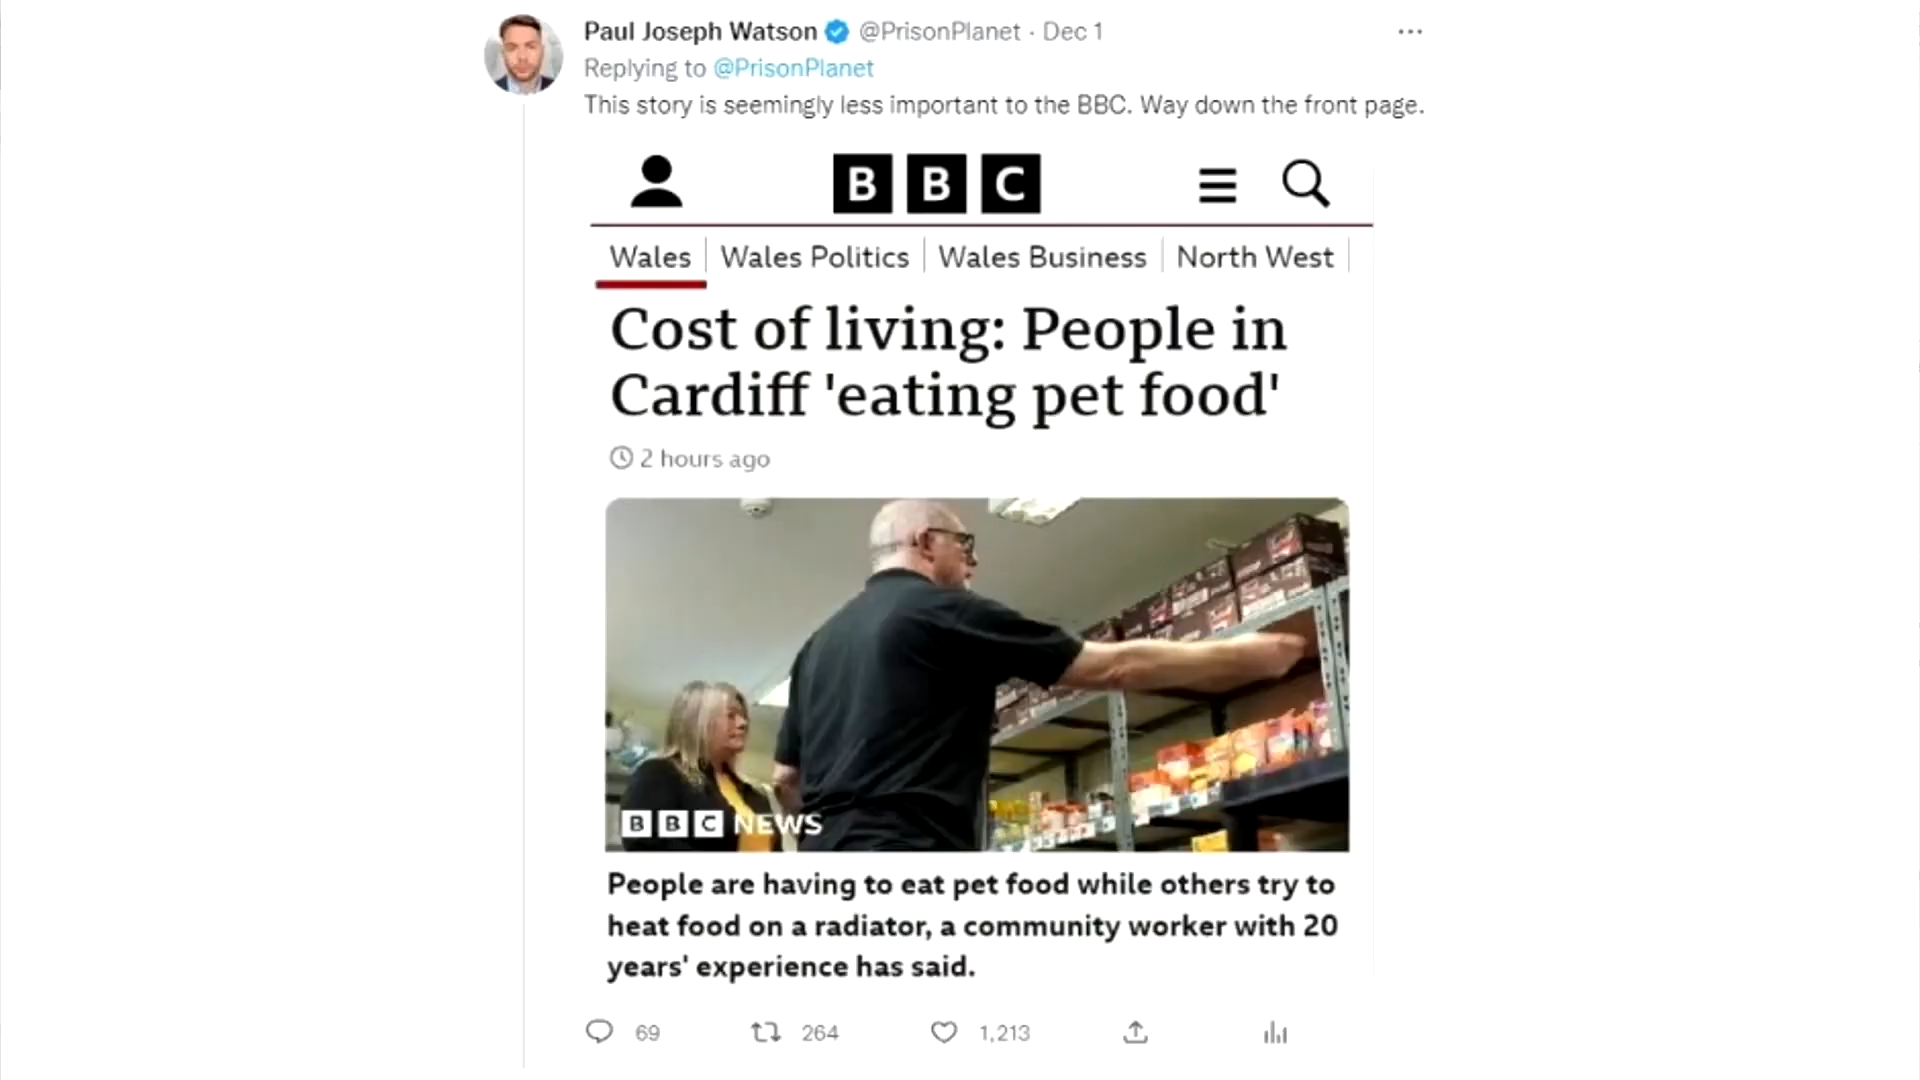 Paul Joseph Watson @PrisonPlanet · Dec 1
Replying to @PrisonPlanet
This story is seemingly less important to the BBC. Way down the front page.
BBC
Wales Wales Politics Wales Business North West
Cost of living: People in
Cardiff 'eating pet food'
2 hours ago
BBC NEWS
People are having to eat pet food while others try to
heat food on a radiator, a community worker with 20
years' experience has said.
69 264 1,213